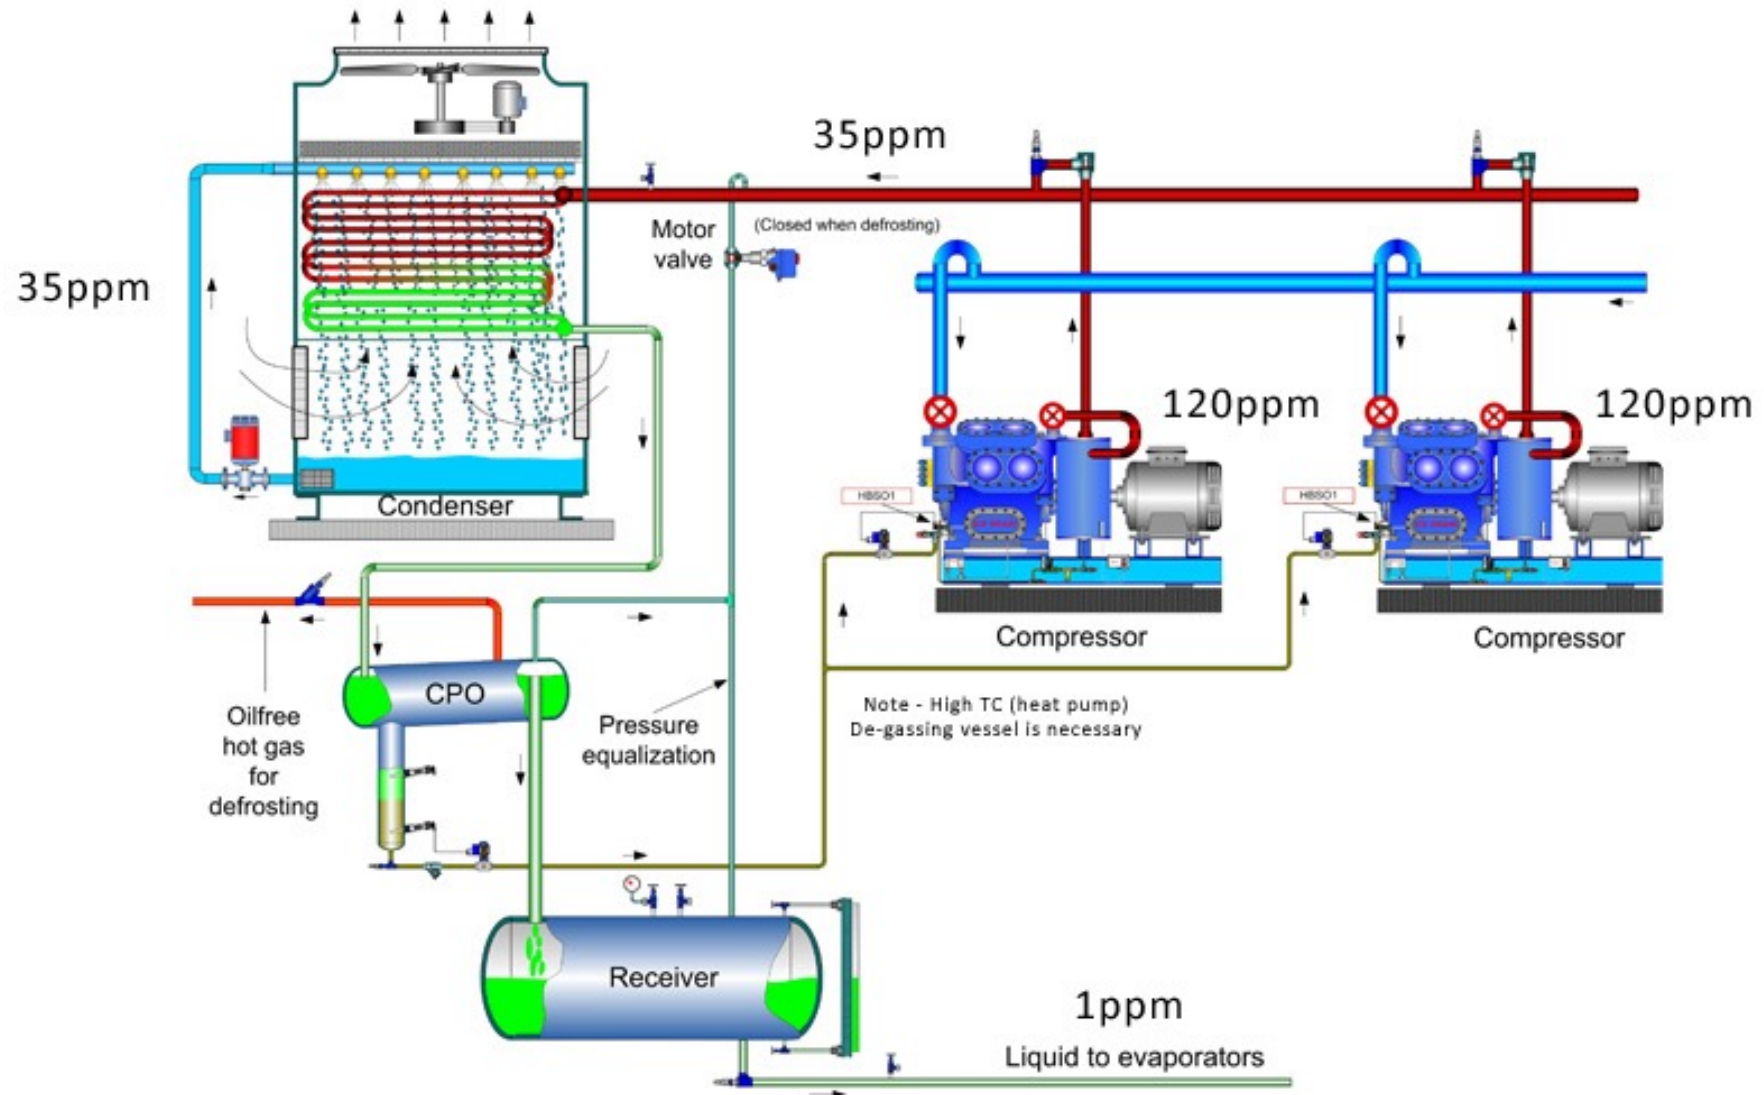 35ppm
Motor
valve
(Closed when defrosting)
35ppm
120ppm
120ppm
HBSO1
HBSO1
Condenser
Compressor
Compressor
CPO
Oilfree
hot gas
for
defrosting
Pressure
equalization
Note - High TC (heat pump)
De-gassing vessel is necessary
Receiver
1ppm
Liquid to evaporators